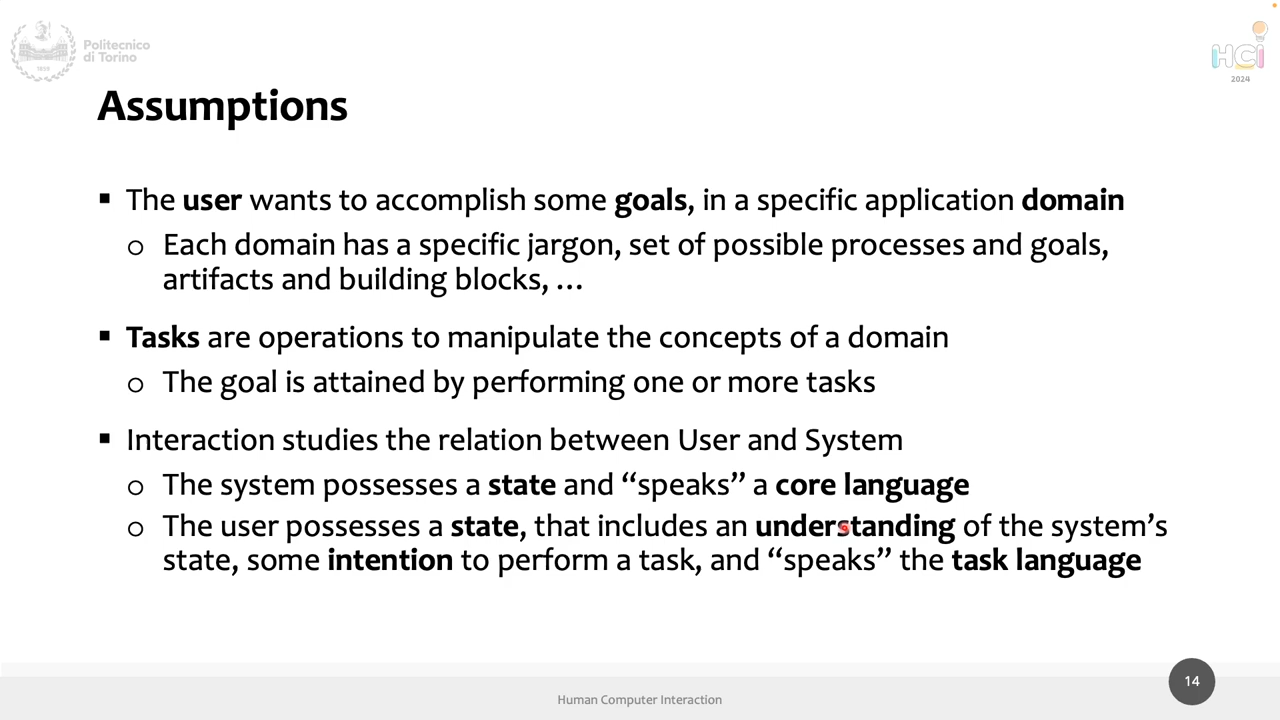 Politecnico
di Torino
1859
HCI
2024
Assumptions
▪ The user wants to accomplish some goals, in a specific application domain
o Each domain has a specific jargon, set of possible processes and goals,
artifacts and building blocks, …
▪ Tasks are operations to manipulate the concepts of a domain
o The goal is attained by performing one or more tasks
▪ Interaction studies the relation between User and System
o The system possesses a state and “speaks” a core language
o The user possesses a state, that includes an understanding of the system’s
state, some intention to perform a task, and “speaks” the task language
Human Computer Interaction
14